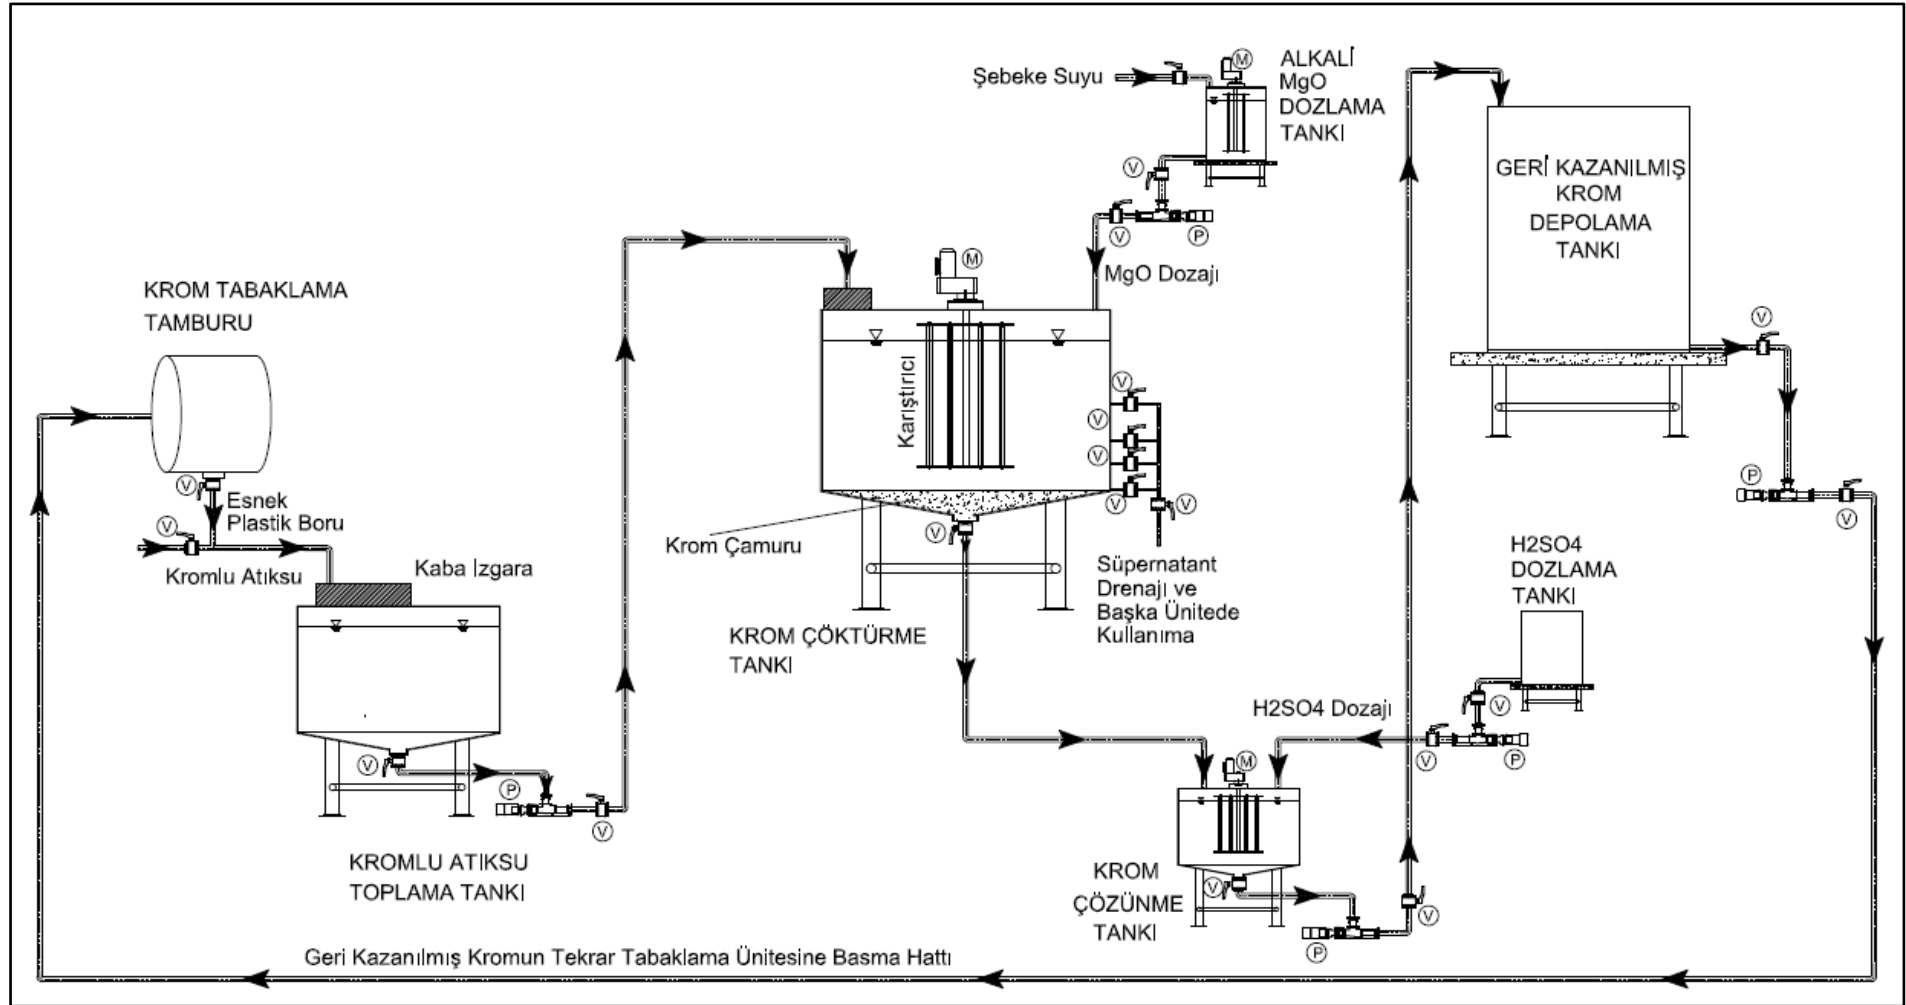 Şebeke Suyu
M
ALKALİ
MgO
DOZLAMA
TANKI
V
V
P
MgO Dozajı
GERİ KAZANILMIŞ
KROM
DEPOLAMA
TANKI
V
P
V
KROM TABAKLAMA
TAMBURU
V
Esnek
Plastik Boru
V
Kromlu Atıksu
Kaba Izgara
V
P
V
KROMLU ATIKSU
TOPLAMA TANKI
M
Karıştırıcı
V
V
V
V
V
V
Krom Çamuru
KROM ÇÖKTÜRME
TANKI
Süpernatant
Drenajı ve
Başka Ünitede
Kullanıma
H2SO4
DOZLAMA
TANKI
V
H2SO4 Dozajı
V
P
M
V
KROM
ÇÖZÜNME
TANKI
V
P
Geri Kazanılmış Kromun Tekrar Tabaklama Ünitesine Basma Hattı